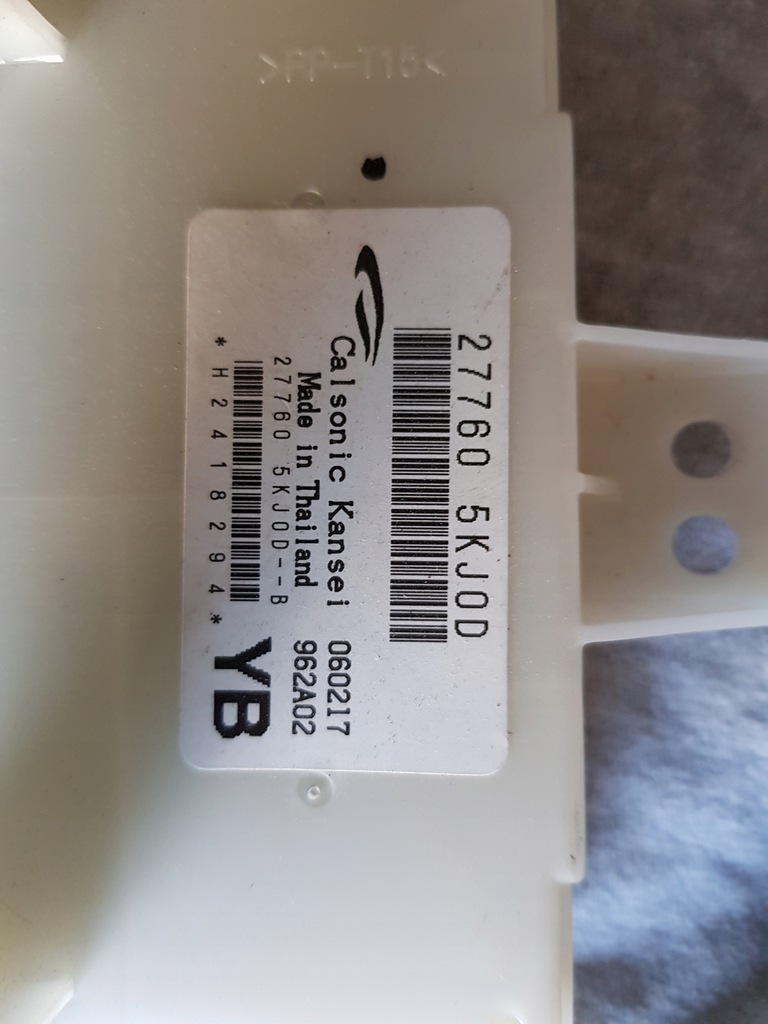 >PP-T15<
27760 5KJ0D
Calsonic Kansei 060217
Made in Thailand 962A02
27760 5KJ0D--B
*H2418294*
YB